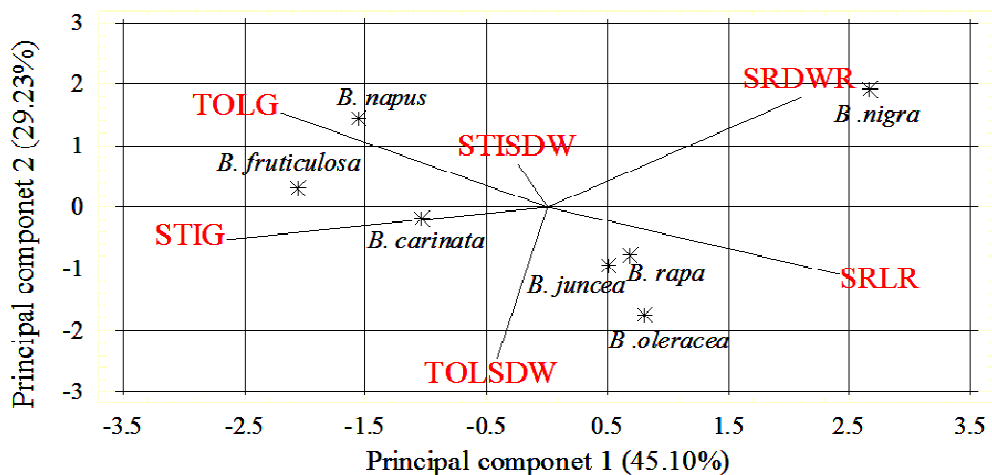 3
2
1
0
-1
-2
-3
Principal componet 2 (29.23%)
SRDWR
B .nigra
TOLG
B. napus
STISDW
B. fruticulosa
STIG
B. carinata
B. juncea
B. rapa
SRLR
B .oleracea
TOLSDW
-3.5 -2.5 -1.5 -0.5 0.5 1.5 2.5 3.5
Principal componet 1 (45.10%)